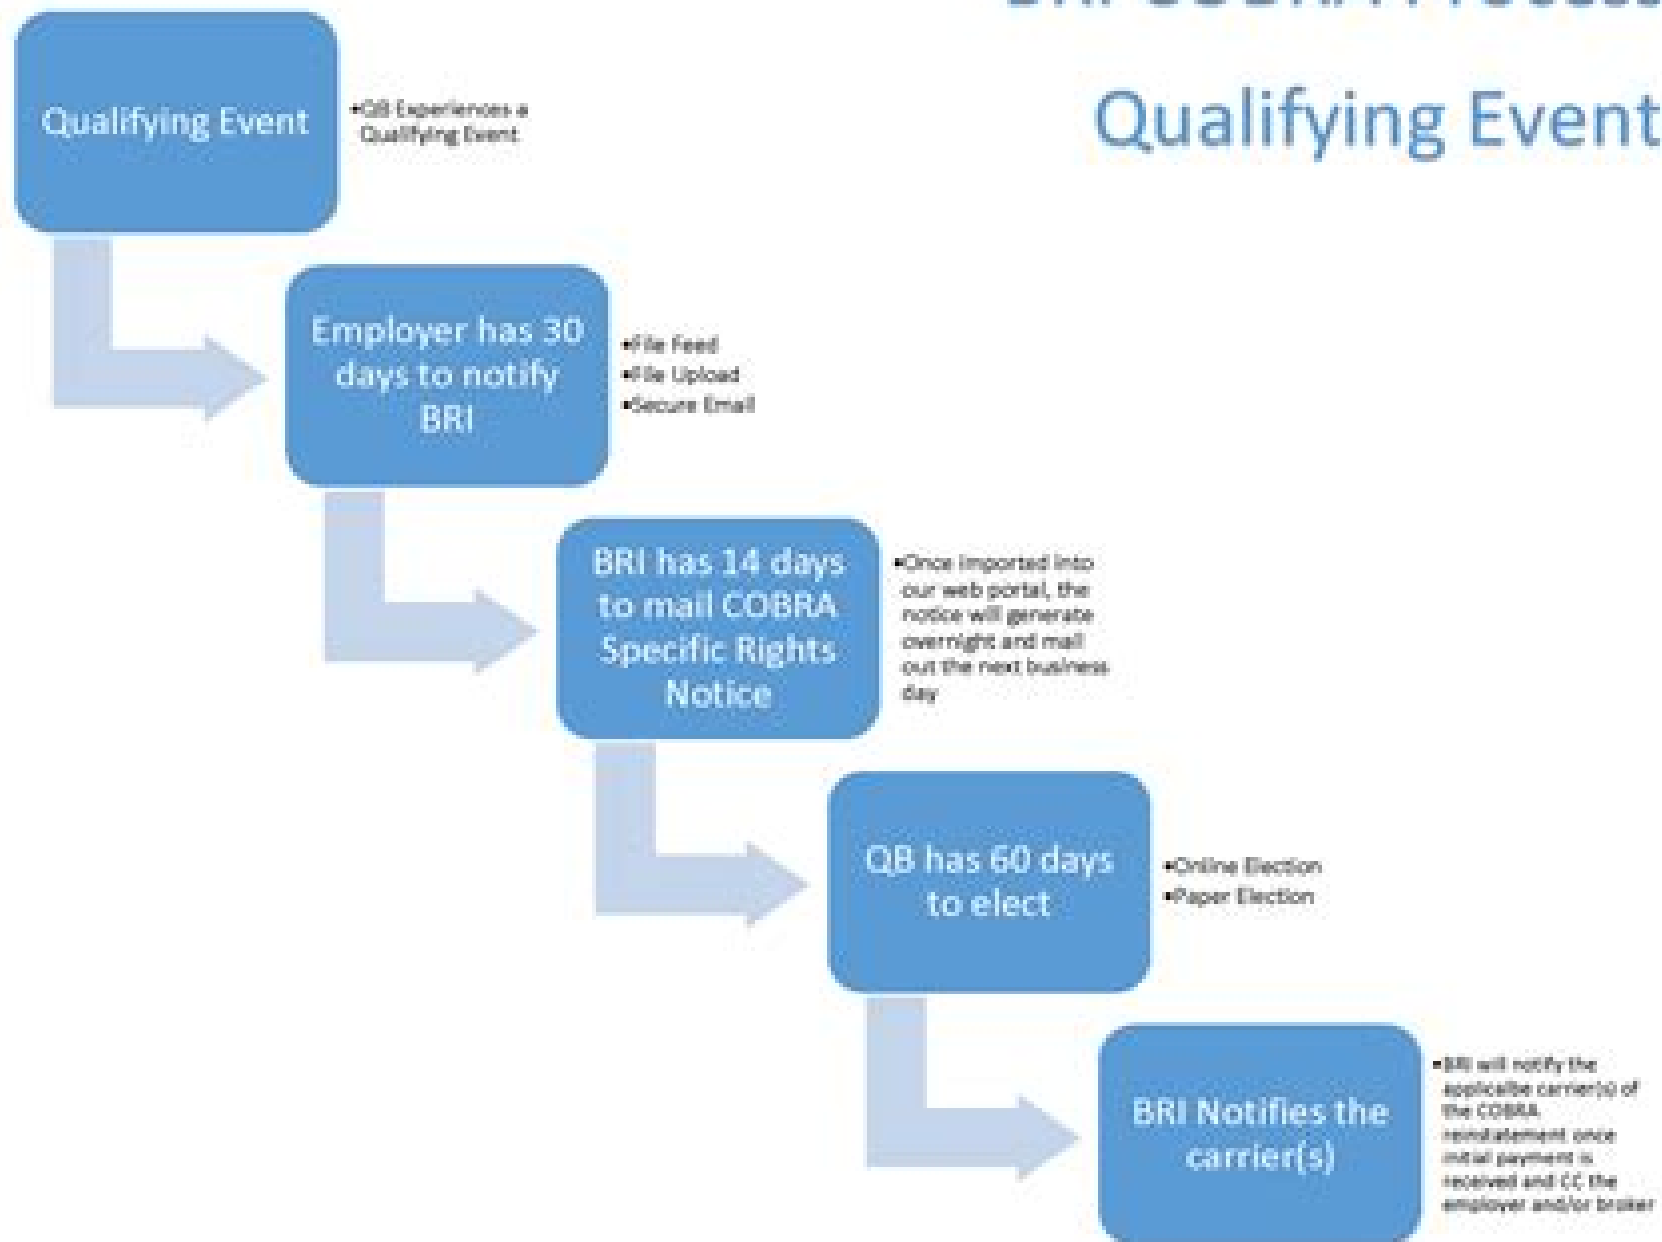 BRI COBRA Process
Qualifying Event
Qualifying Event
•QB Experiences a
Qualifying Event
Employer has 30
days to notify
BRI
•File Feed
•File Upload
•Secure Email
BRI has 14 days
to mail COBRA
Specific Rights
Notice
•Once imported into
our web portal, the
notice will generate
overnight and mail
out the next business
day
QB has 60 days
to elect
•Online Election
•Paper Election
BRI Notifies the
carrier(s)
•BRI will notify the
applicalbe carrier(s) of
the COBRA
reinstatement once
initial payment is
received and CC the
employer and/or broker